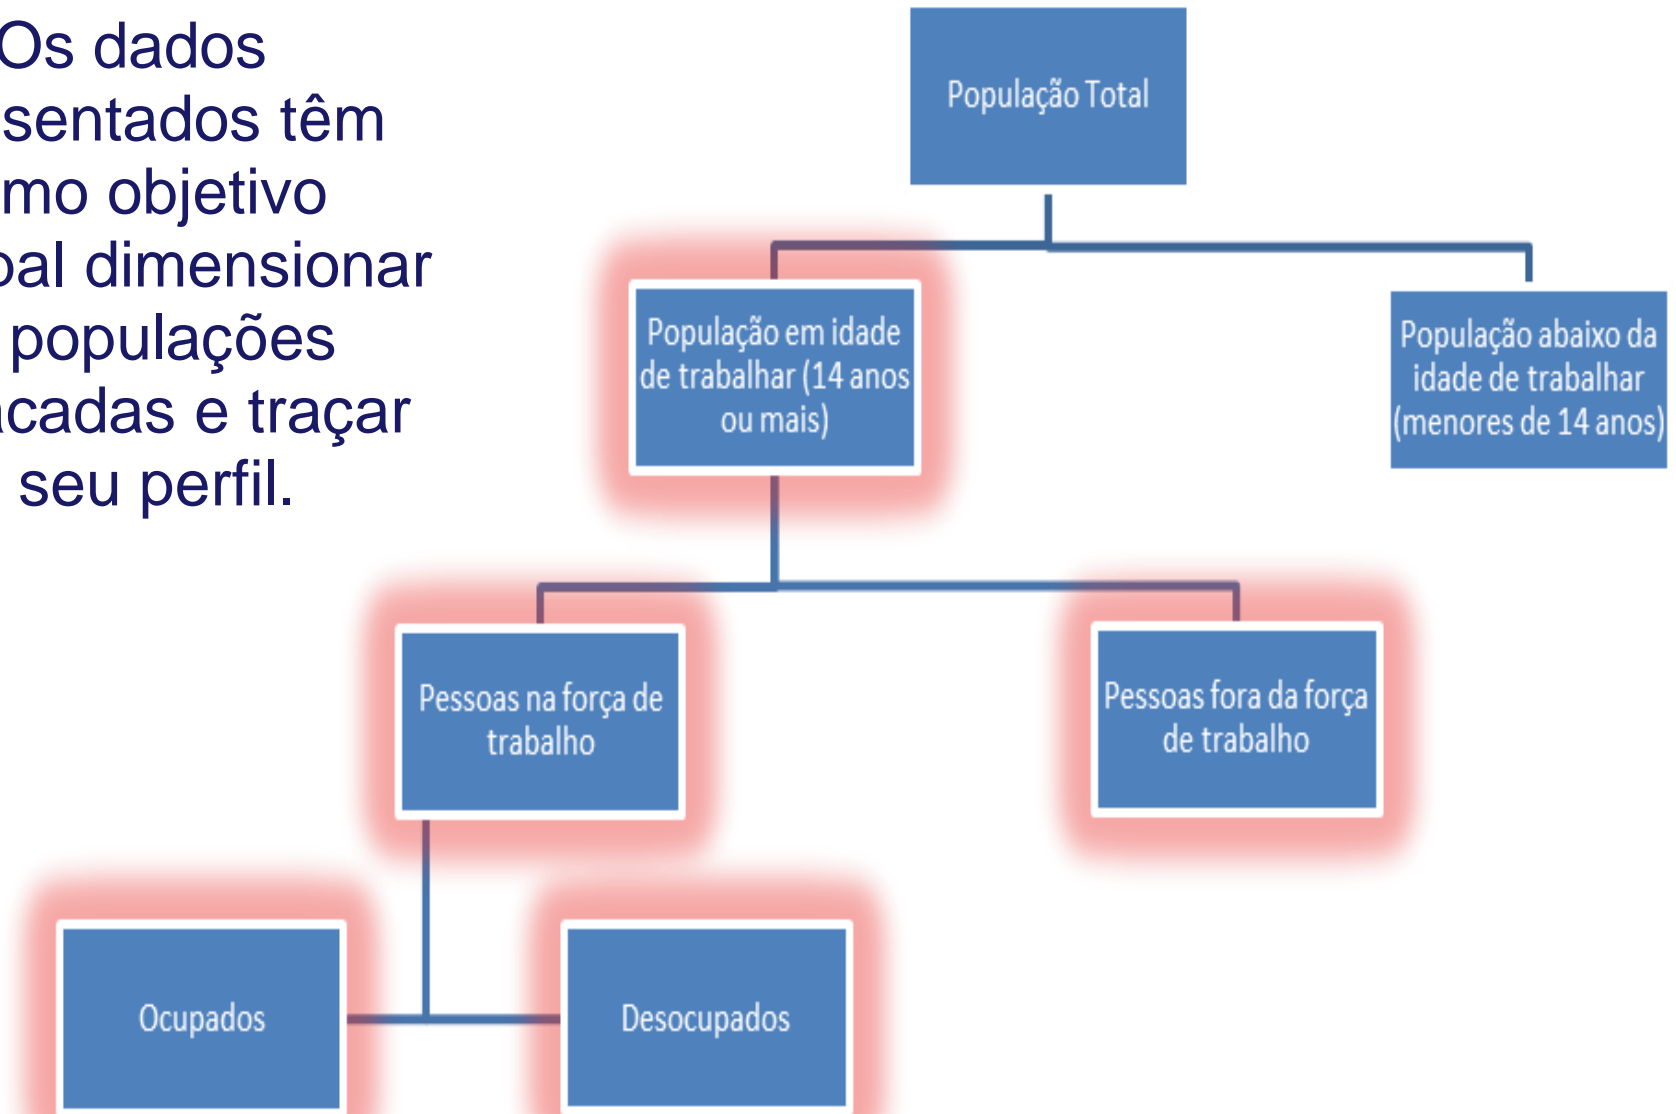 Os dados
sentados têm
mo objetivo
pal dimensionar
populações
acadas e traçar
seu perfil.
População Total
População em idade
de trabalhar (14 anos
ou mais)
População abaixo da
idade de trabalhar
(menores de 14 anos)
Pessoas na força de
trabalho
Pessoas fora da força
de trabalho
Ocupados
Desocupados